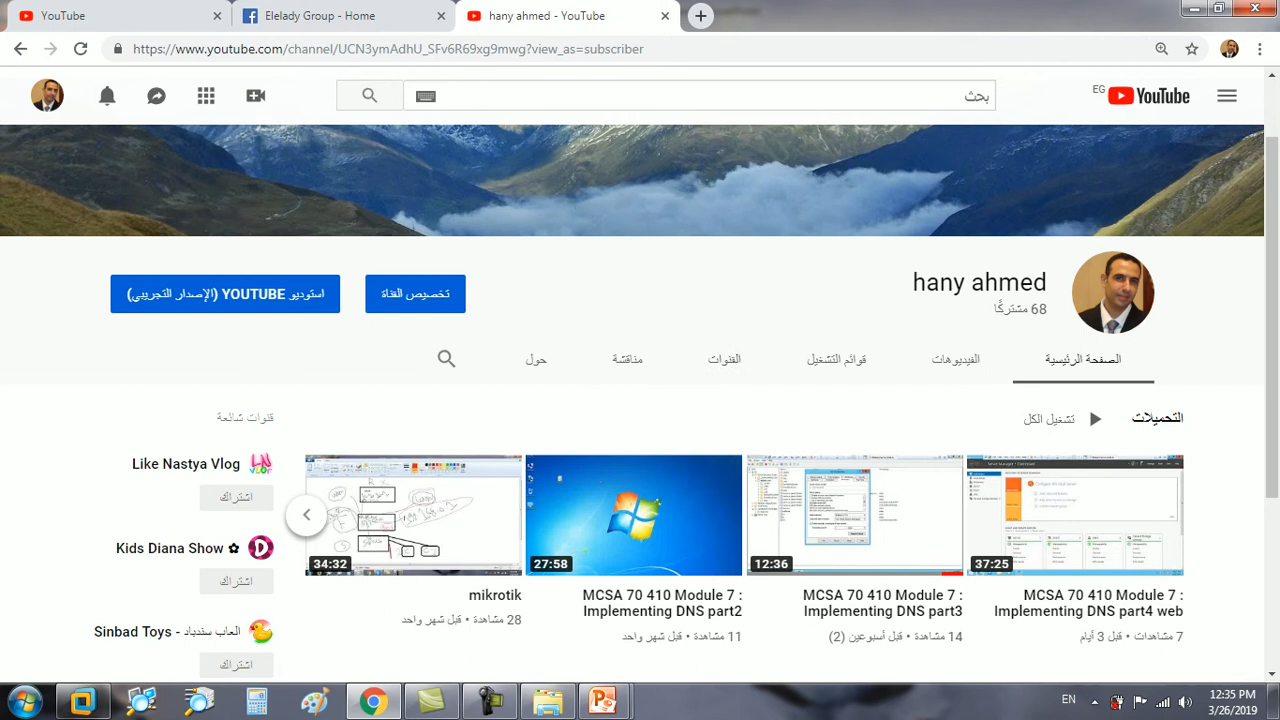 YouTube
Elelady Group - Home
hany ahmed - YouTube
https://www.youtube.com/channel/UCN3ymAdhU_SFv6R69xg9mwg?view_as=subscriber
بحث
EG
YouTube
hany ahmed
68 مشتركًا
تخصيص القناة
استوديو YOUTUBE (الإصدار التجريبي)
الصفحة الرئيسية
الفيديوهات
قوائم التشغيل
القنوات
مناقشة
حول
التحميلات
تشغيل الكل
قنوات شائعة
Like Nastya Vlog
اشتراك
Kids Diana Show ✿
اشتراك
العاب سندباد - Sinbad Toys
اشتراك
37:25
MCSA 70 410 Module 7 :
Implementing DNS part4 web
7 مشاهدات • قبل 3 أيام
12:36
MCSA 70 410 Module 7 :
Implementing DNS part3
14 مشاهدة • قبل أسبوعين (2)
27:58
MCSA 70 410 Module 7 :
Implementing DNS part2
11 مشاهدة • قبل شهر واحد
34:32
mikrotik
28 مشاهدة • قبل شهر واحد
EN
12:35 PM
3/26/2019